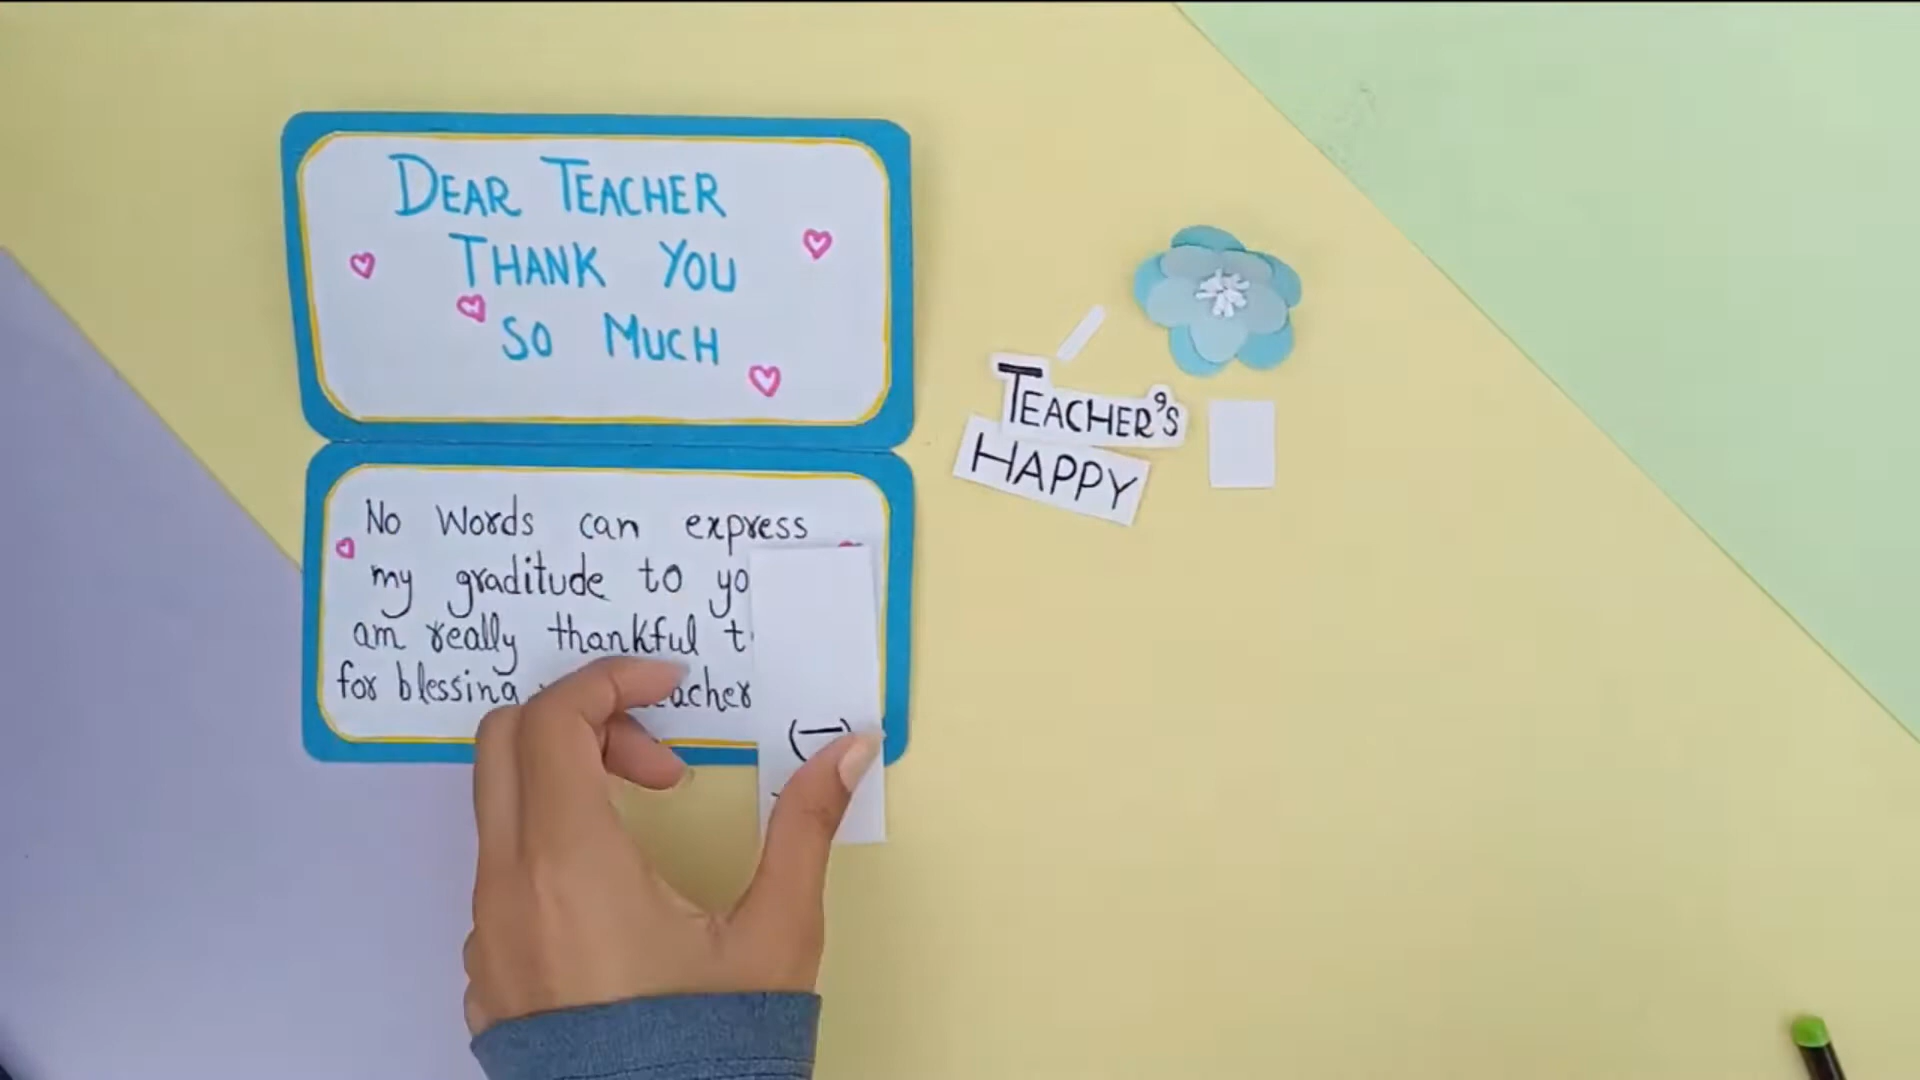 DEAR TEACHER
THANK YOU
SO MUCH
TEACHER'S
HAPPY
No Words can express
my graditude to yo
am really thankful t
for blessing acher